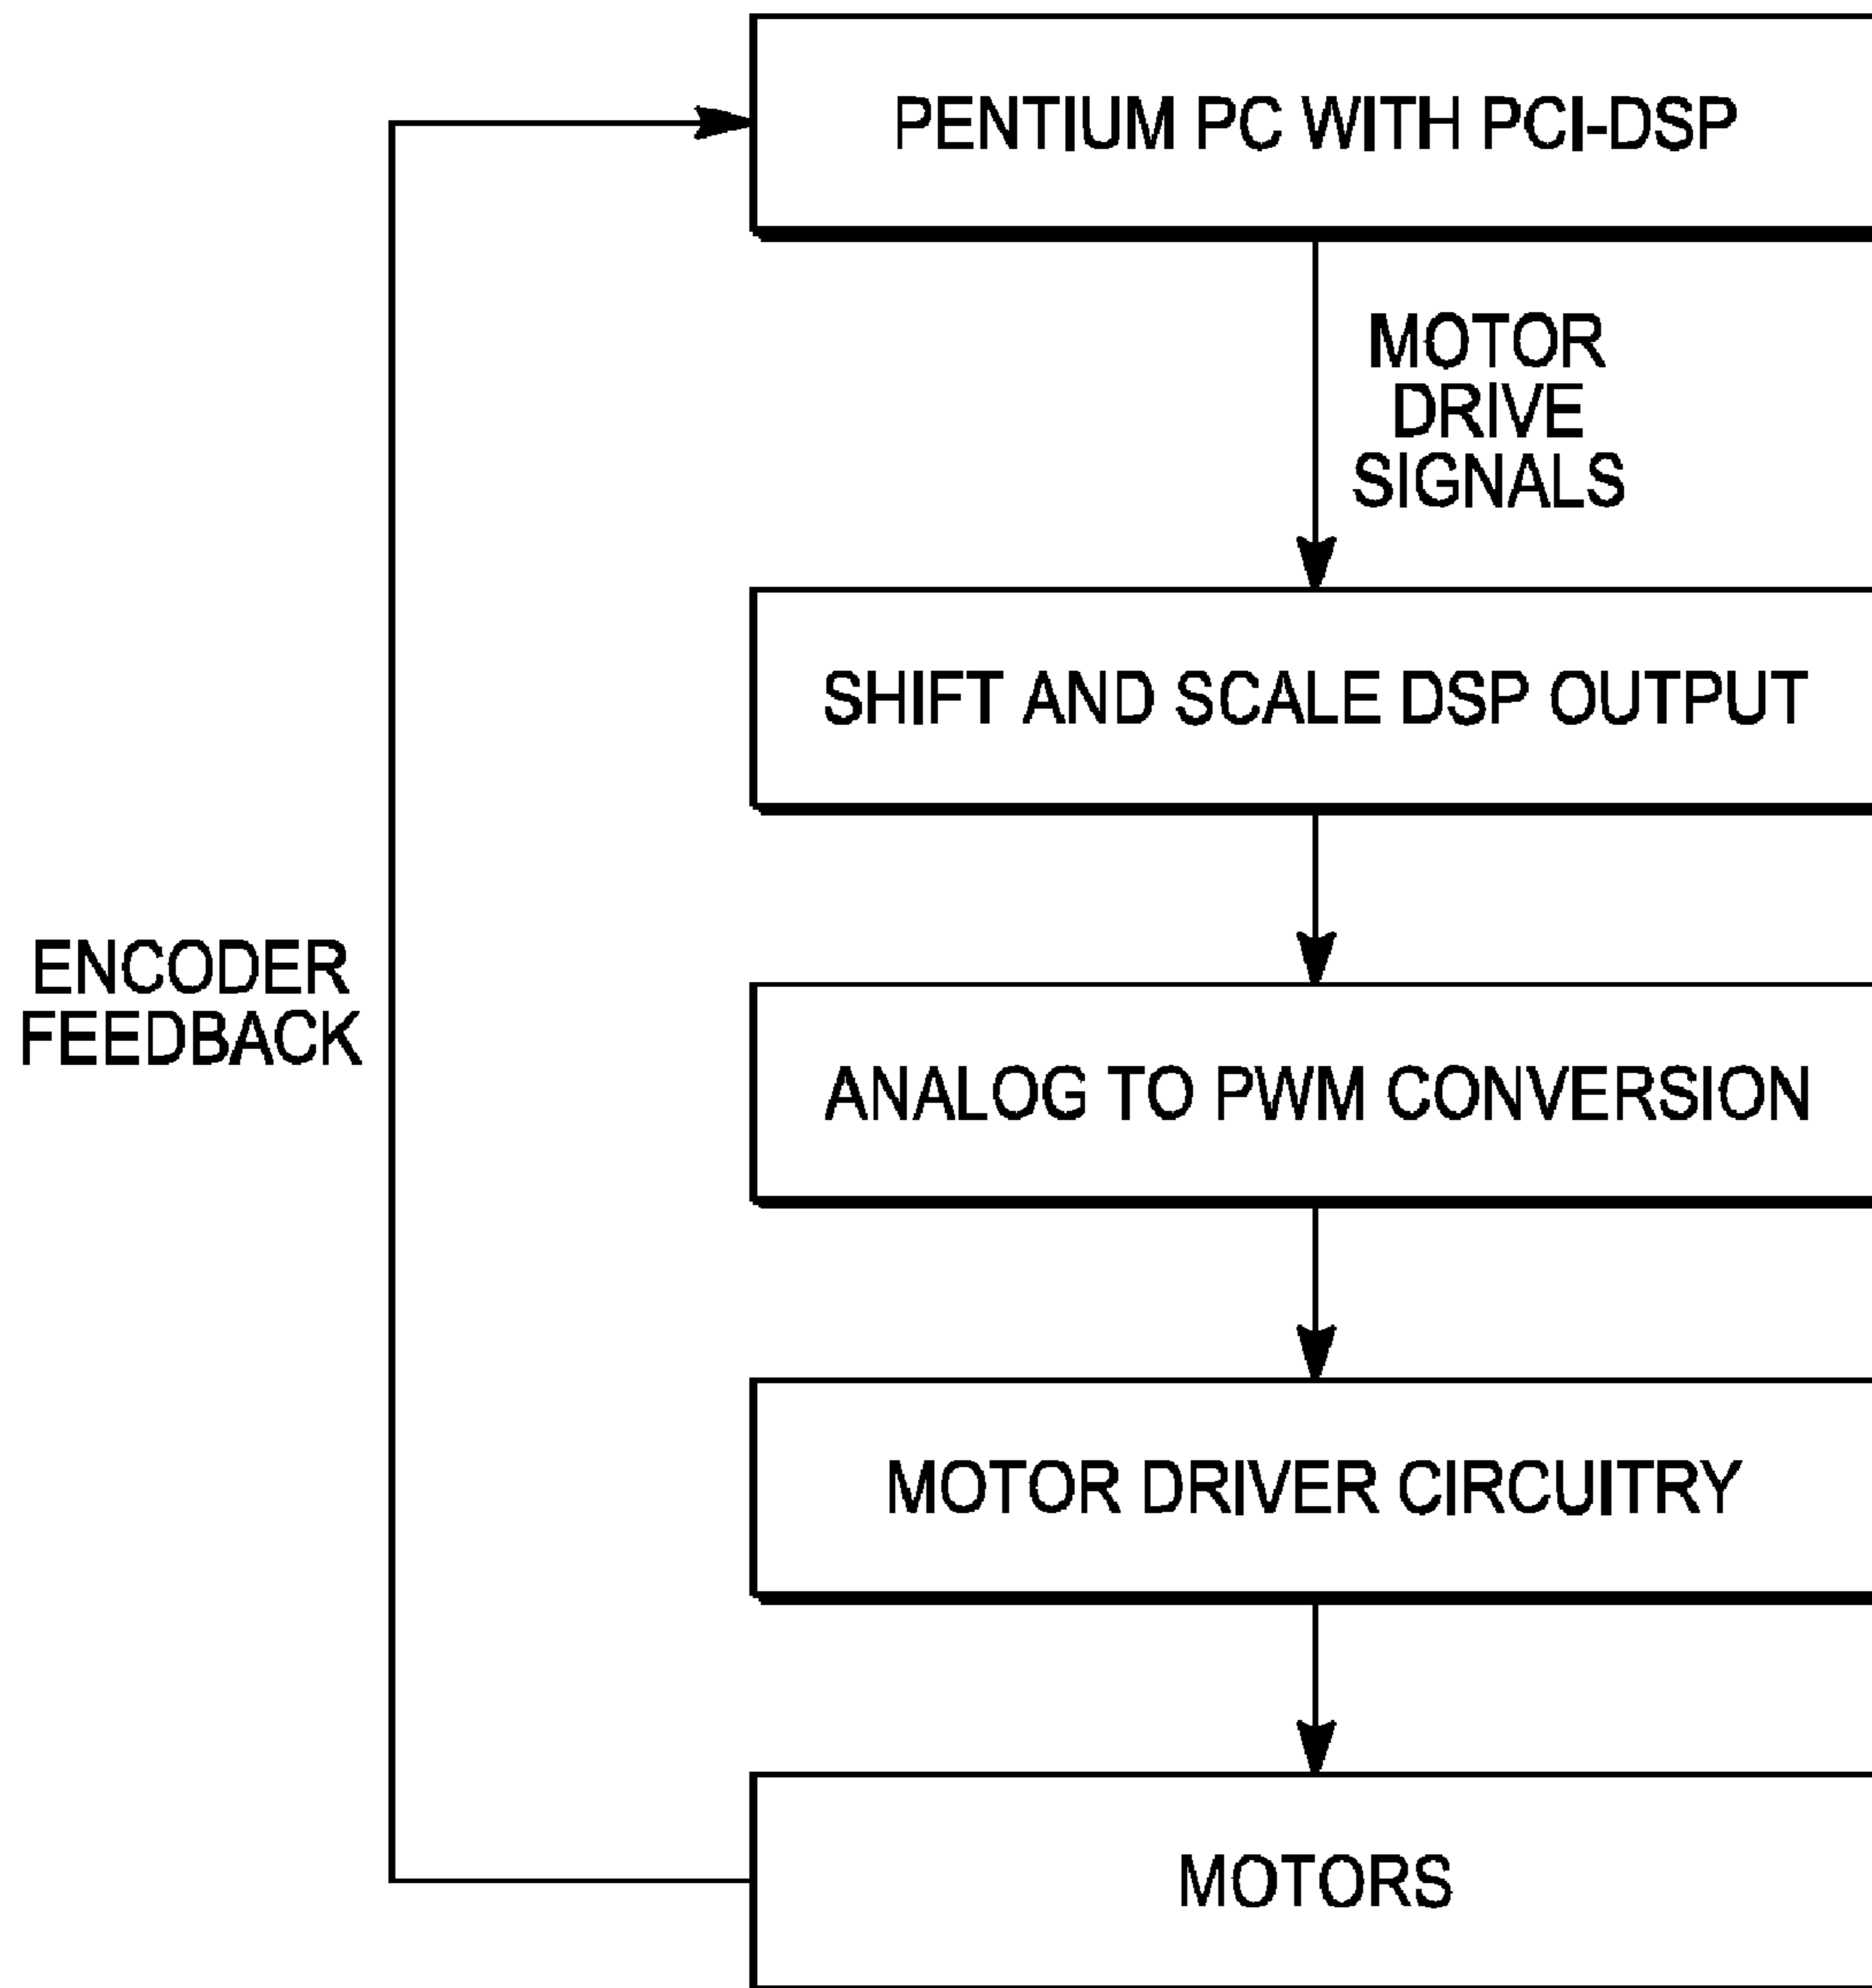 PENTIUM PC WITH PCI-DSP
MOTOR
DRIVE
SIGNALS
SHIFT AND SCALE DSP OUTPUT
ENCODER
FEEDBACK
ANALOG TO PWM CONVERSION
MOTOR DRIVER CIRCUITRY
MOTORS